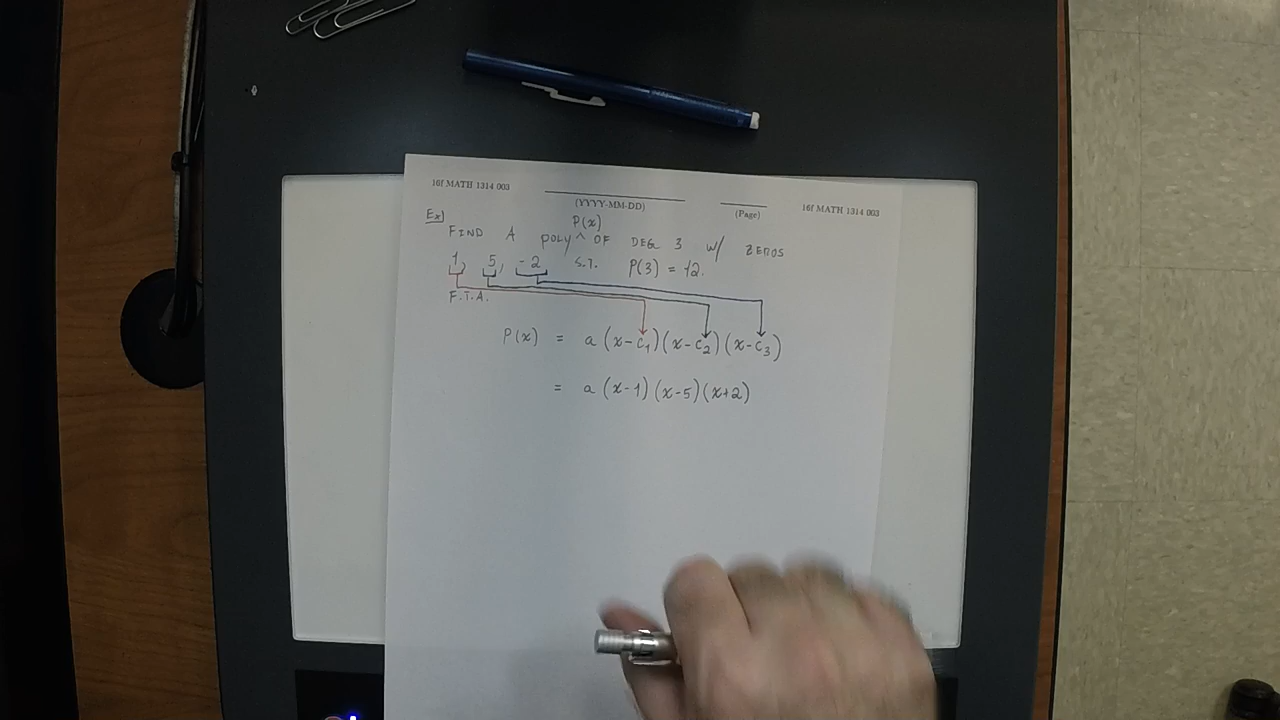 16f MATH 1314 003
(YYYY-MM-DD)
(Page)
16f MATH 1314 003
Ex)
P(x)
FIND A POLY ^ OF DEG 3 W/ ZEROS
1, 5, -2 S.T. P(3) = 12.
F.T.A.
P(x) = a (x-c₁)(x-c₂)(x-c₃)
= a (x-1)(x-5)(x+2)